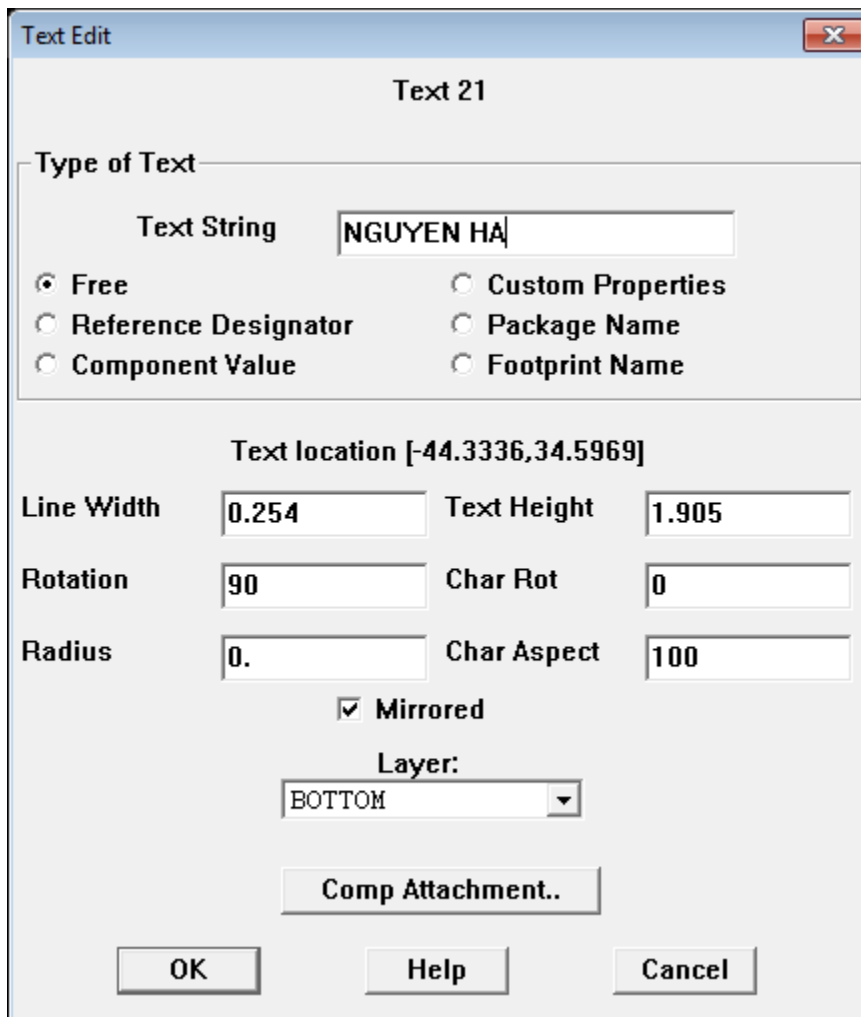 Text Edit
Text 21
Type of Text
Text String NGUYEN HA
Free Custom Properties
Reference Designator Package Name
Component Value Footprint Name
Text location [-44.3336,34.5969]
Line Width 0.254 Text Height 1.905
Rotation 90 Char Rot 0
Radius 0. Char Aspect 100
Mirrored
Layer:
BOTTOM
Comp Attachment..
OK Help Cancel